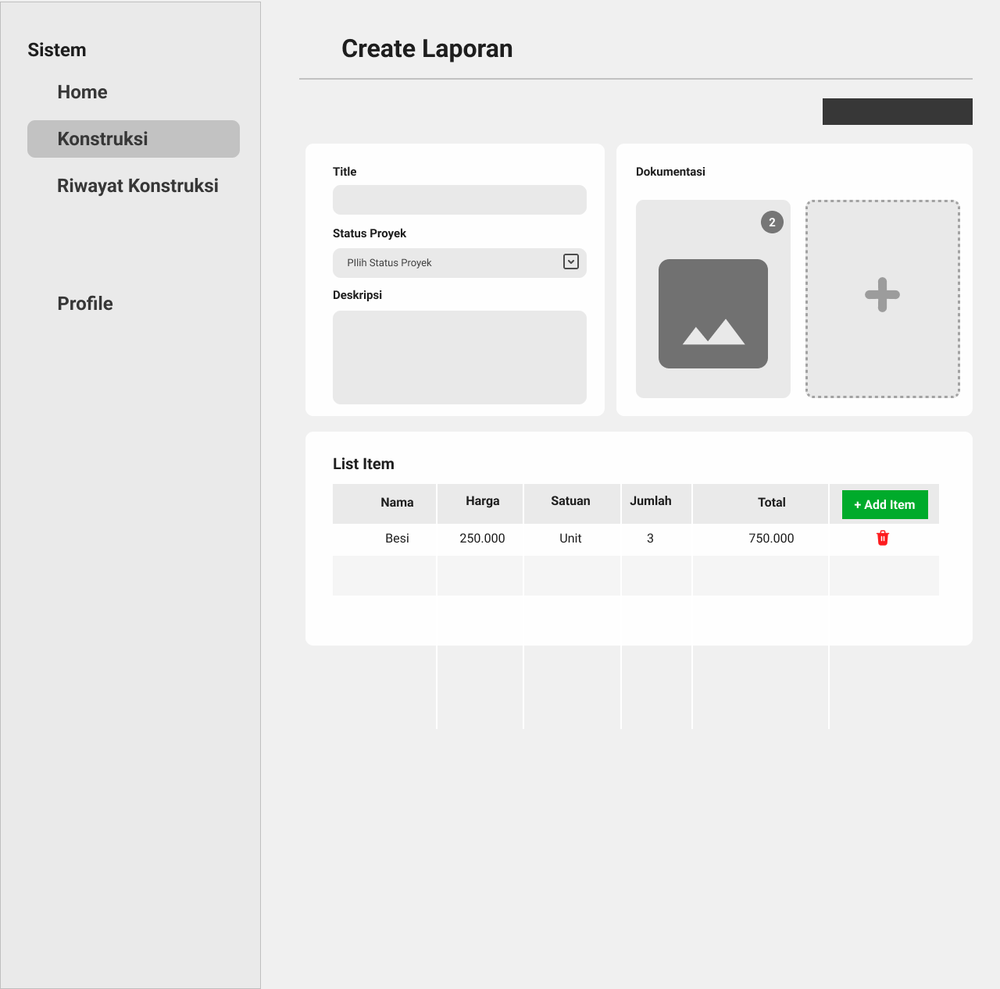 Sistem
Home
Konstruksi
Riwayat Konstruksi
Profile
Create Laporan
Title
Status Proyek
PIlih Status Proyek
Deskripsi
Dokumentasi
2
List Item
Nama Harga Satuan Jumlah Total + Add Item
Besi 250.000 Unit 3 750.000